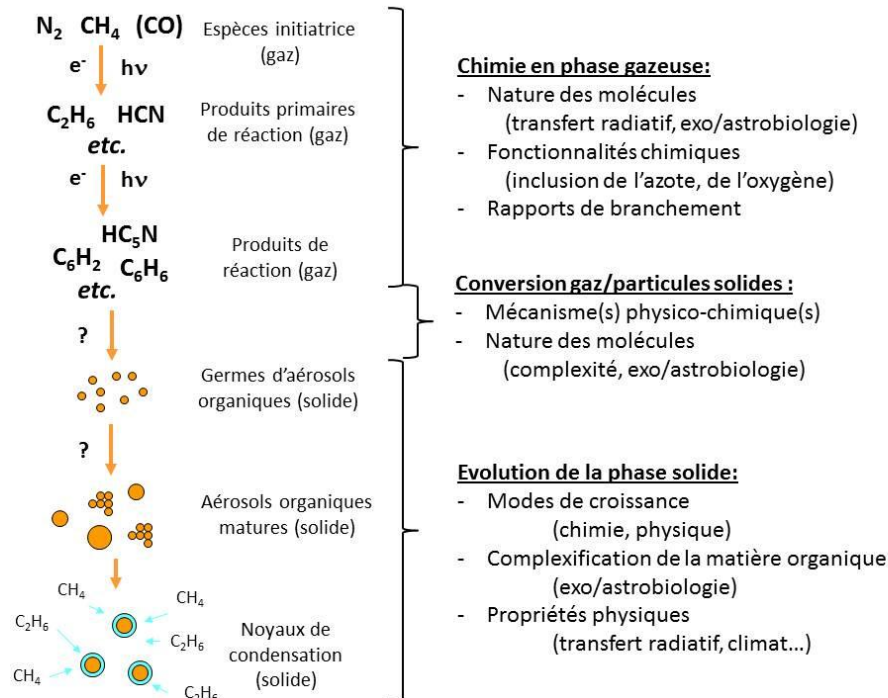 N₂ CH₄ (CO)
Espèces initiatrice
(gaz)
e⁻ hν
C₂H₆ HCN
etc.
Produits primaires
de réaction (gaz)
e⁻ hν
HC₅N
C₆H₂ C₆H₆
etc.
Produits de
réaction (gaz)
?
Germes d’aérosols
organiques (solide)
?
Aérosols organiques
matures (solide)
CH₄
CH₄
C₂H₆
C₂H₆
CH₄
C₂H₆
Noyaux de
condensation
(solide)
Chimie en phase gazeuse:
- Nature des molécules
(transfert radiatif, exo/astrobiologie)
- Fonctionnalités chimiques
(inclusion de l’azote, de l’oxygène)
- Rapports de branchement
Conversion gaz/particules solides :
- Mécanisme(s) physico-chimique(s)
- Nature des molécules
(complexité, exo/astrobiologie)
Evolution de la phase solide:
- Modes de croissance
(chimie, physique)
- Complexification de la matière organique
(exo/astrobiologie)
- Propriétés physiques
(transfert radiatif, climat...)